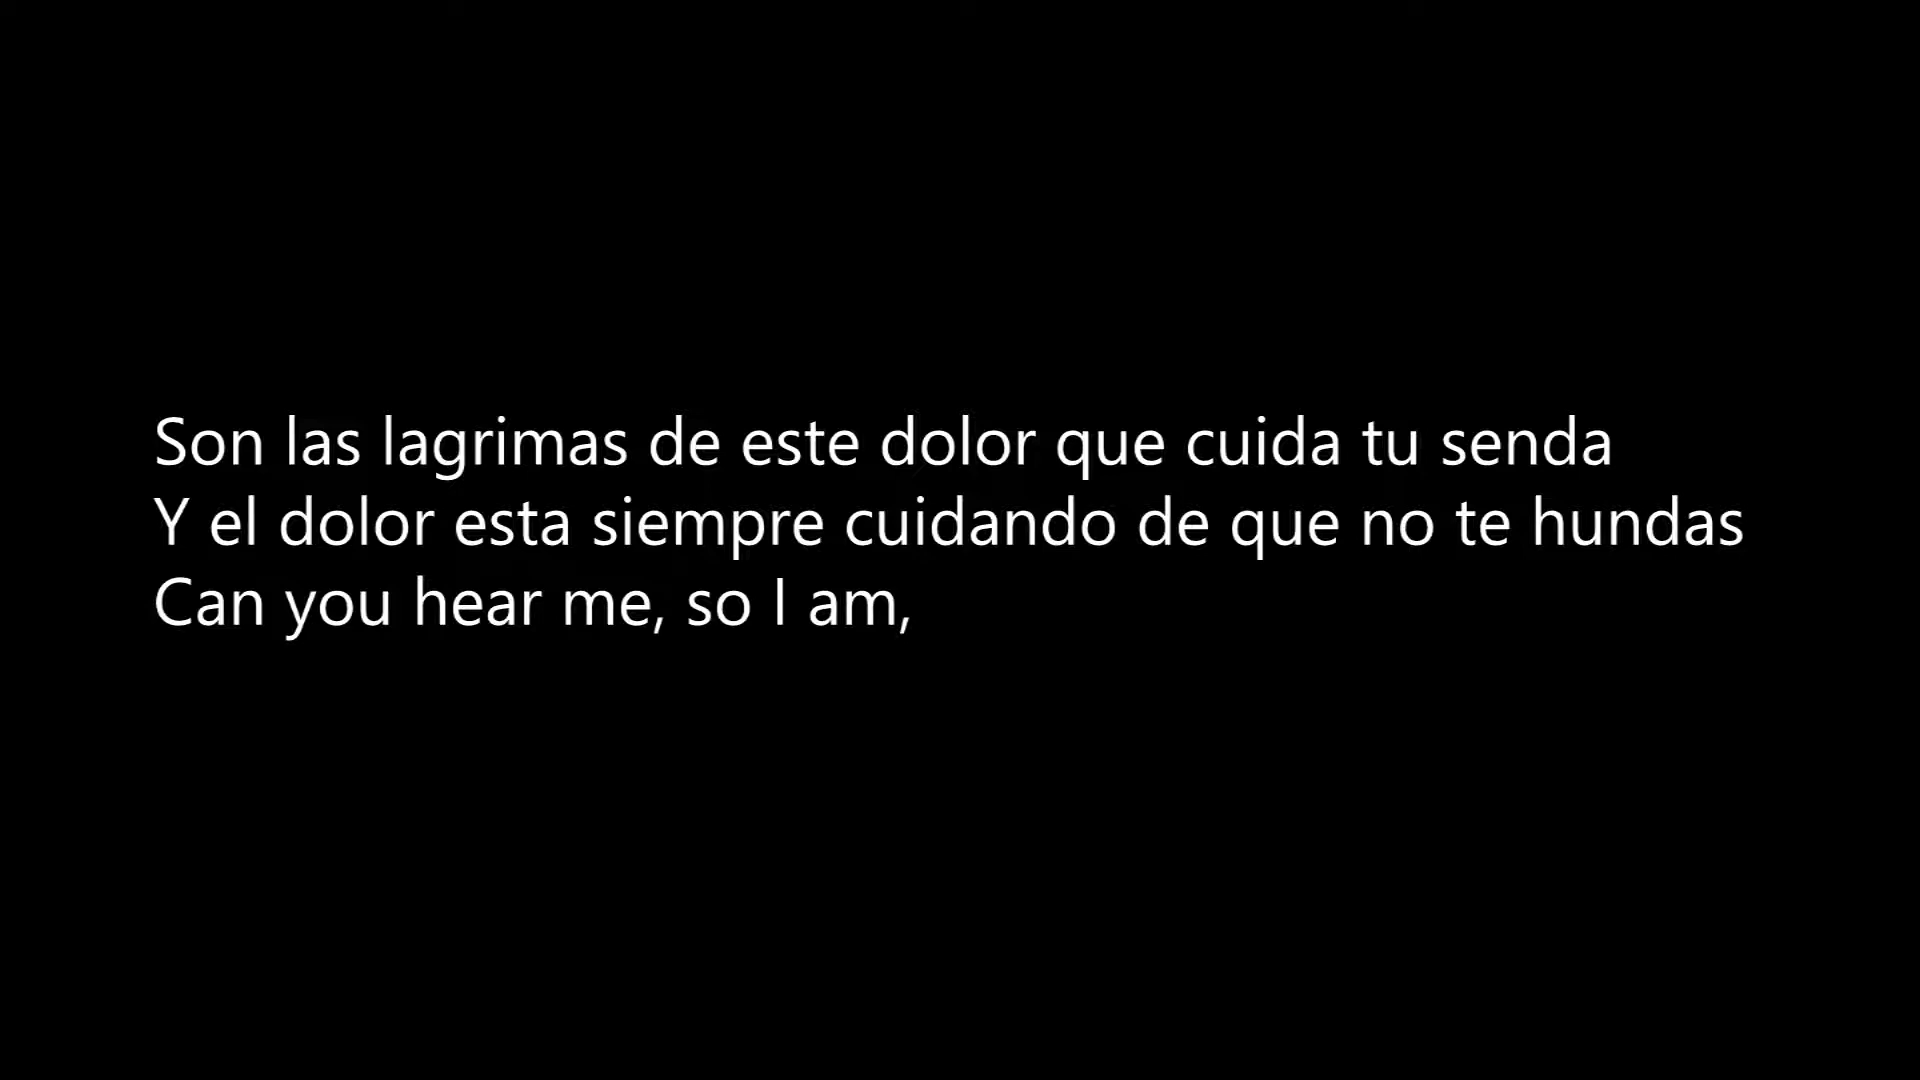 Son las lagrimas de este dolor que cuida tu senda
Y el dolor esta siempre cuidando de que no te hundas
Can you hear me, so I am,